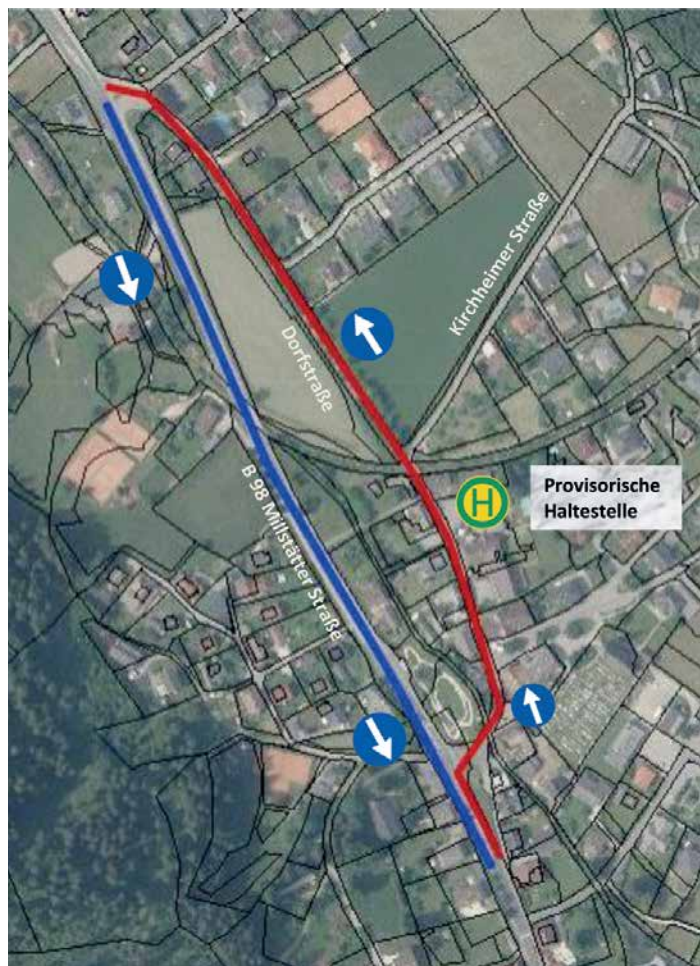 Kirchheimer Straße
Dorfstraße
H
Provisorische
Haltestelle
B 98 Millstätter Straße